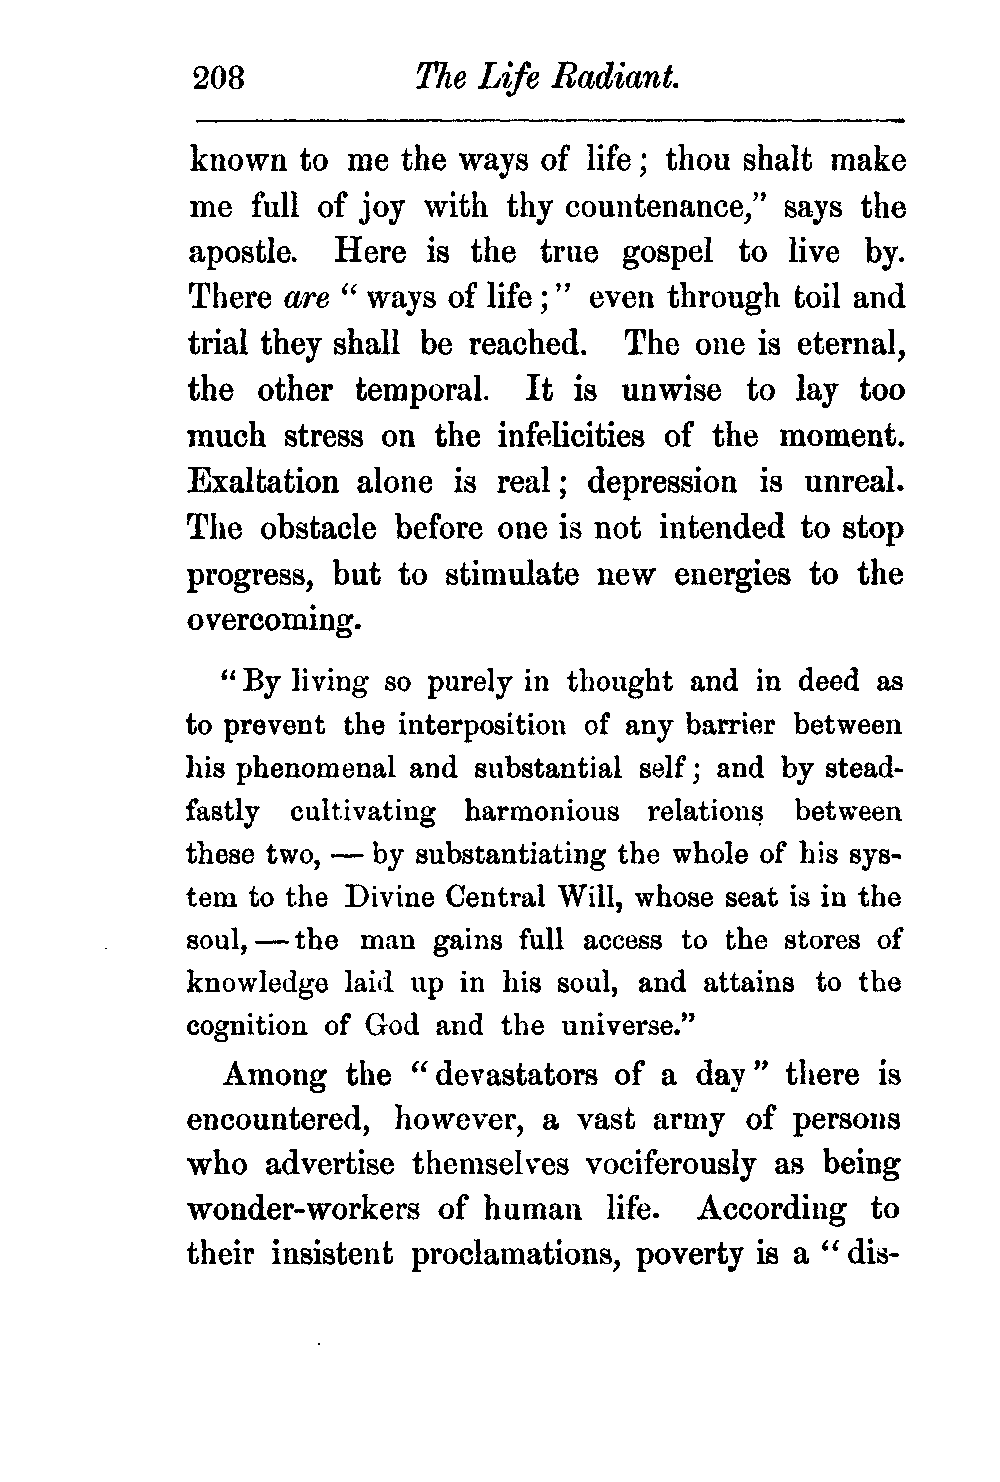 208 The Life Radiant.
known to me the ways of life; thou shalt make
me full of joy with thy countenance," says the
apostle. Here is the true gospel to live by.
There are "ways of life;" even through toil and
trial they shall be reached. The one is eternal,
the other temporal. It is unwise to lay too
much stress on the infelicities of the moment.
Exaltation alone is real; depression is unreal.
The obstacle before one is not intended to stop
progress, but to stimulate new energies to the
overcoming.
"By living so purely in thought and in deed as
to prevent the interposition of any barrier between
his phenomenal and substantial self; and by stead-
fastly cultivating harmonious relations between
these two, — by substantiating the whole of his sys-
tem to the Divine Central Will, whose seat is in the
soul, — the man gains full access to the stores of
knowledge laid up in his soul, and attains to the
cognition of God and the universe."
Among the "devastators of a day" there is
encountered, however, a vast army of persons
who advertise themselves vociferously as being
wonder-workers of human life. According to
their insistent proclamations, poverty is a "dis-